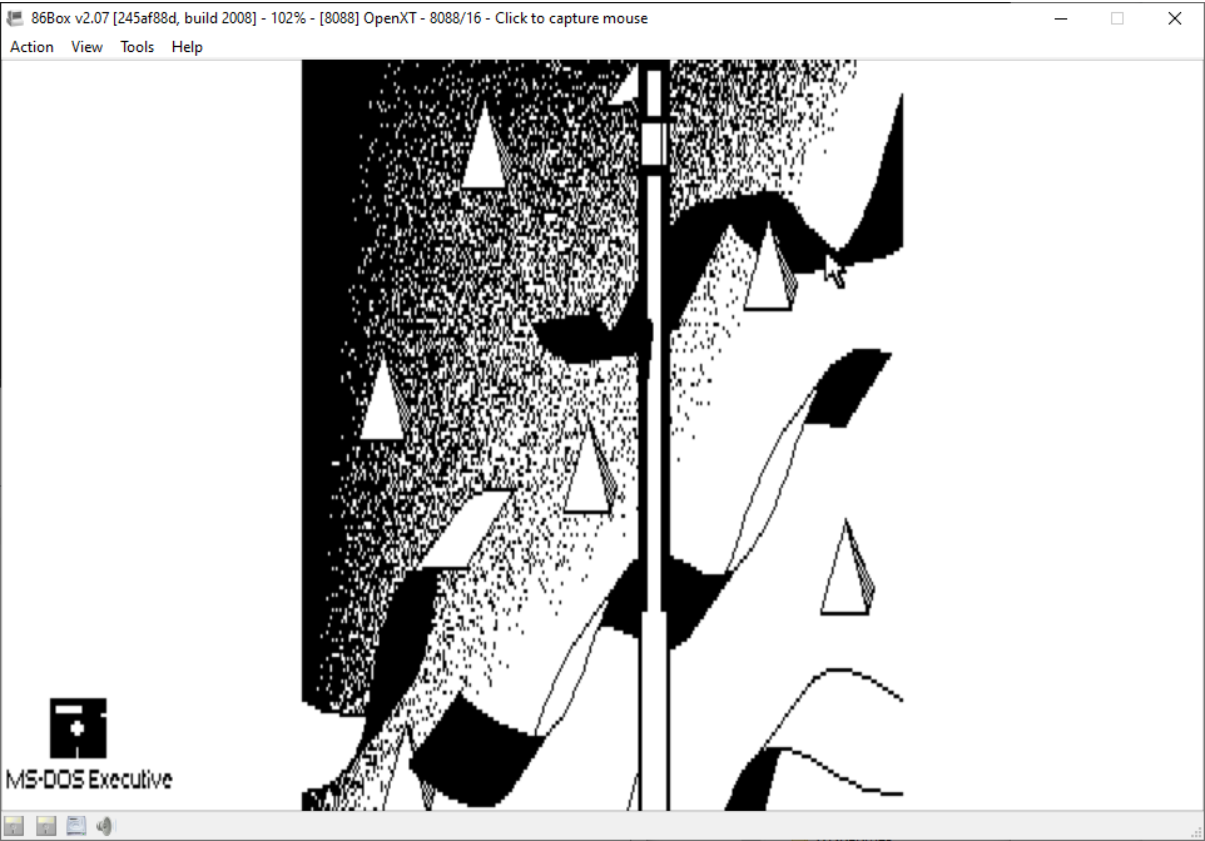 86Box v2.07 [245af88d, build 2008] - 102% - [8088] OpenXT - 8088/16 - Click to capture mouse
Action View Tools Help
MS-DOS Executive